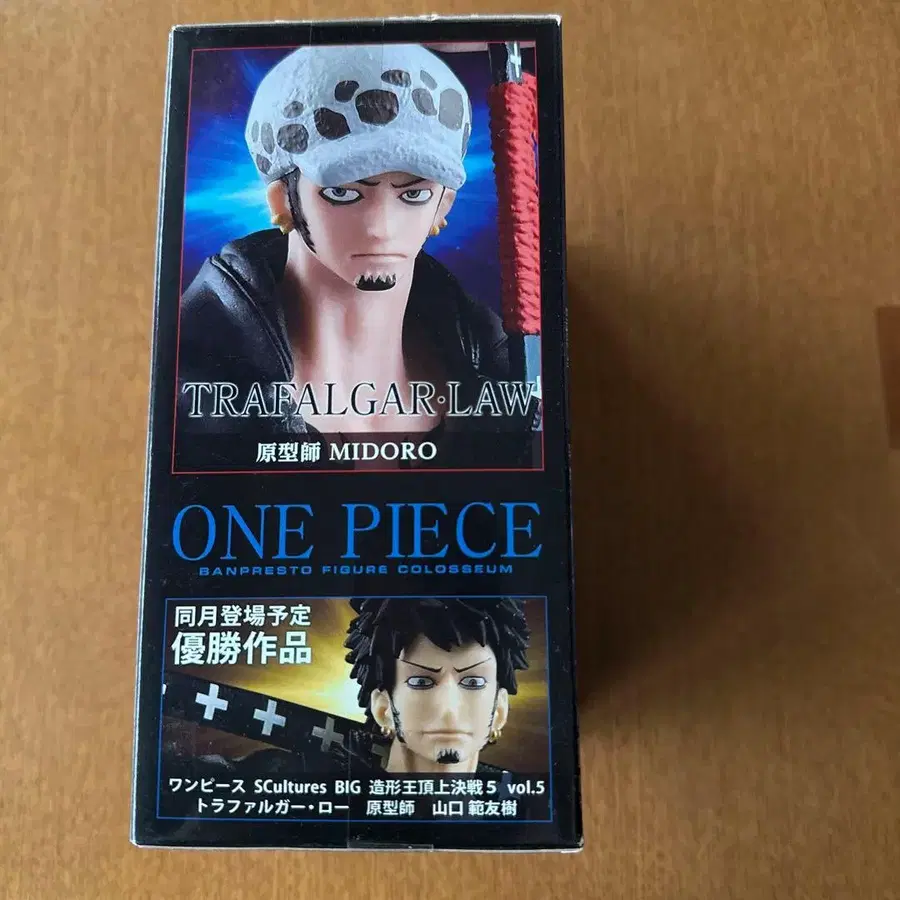 TRAFALGAR·LAW
原型師 MIDORO
ONE PIECE
BANPRESTO FIGURE COLOSSEUM
同月登場予定
優勝作品
ワンピース SCultures BIG 造形王頂上決戦5 vol.5
トラファルガー・ロー 原型師 山口 範友樹